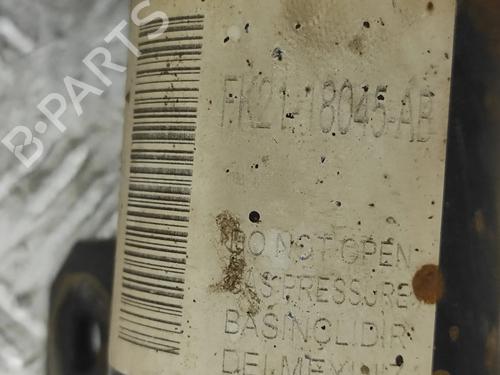 B-PARTS
FK21-18045-AB
DO NOT OPEN
GAS PRESSURE
BASINÇLIDIR